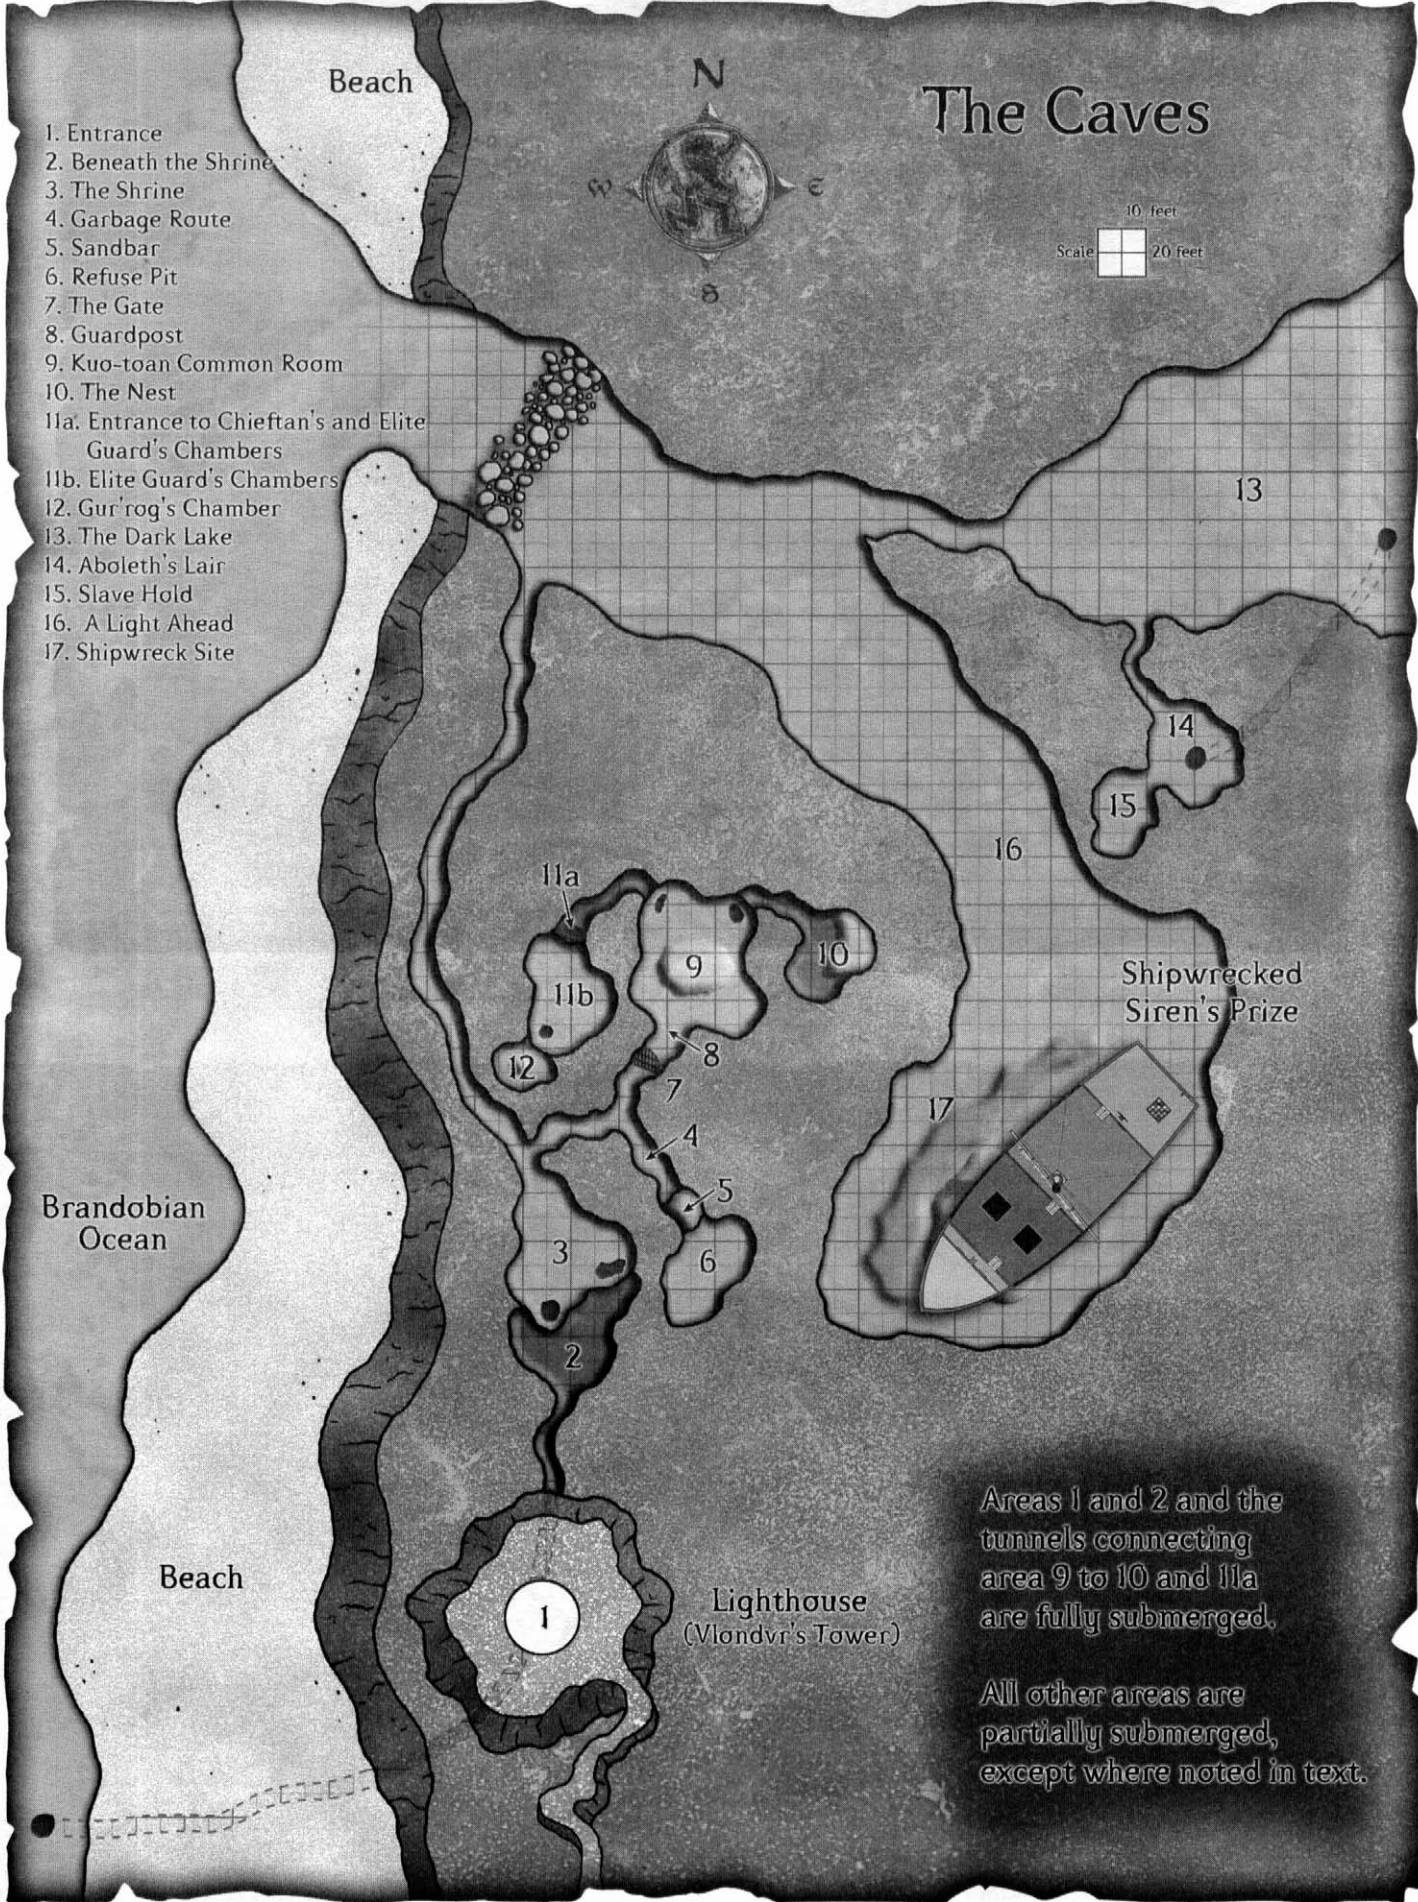 Beach
N
W
E
S
The Caves
10 feet
Scale
20 feet
1. Entrance
2. Beneath the Shrine
3. The Shrine
4. Garbage Route
5. Sandbar
6. Refuse Pit
7. The Gate
8. Guardpost
9. Kuo-toan Common Room
10. The Nest
11a. Entrance to Chieftan's and Elite
Guard's Chambers
11b. Elite Guard's Chambers
12. Gur'rog's Chamber
13. The Dark Lake
14. Aboleth's Lair
15. Slave Hold
16. A Light Ahead
17. Shipwreck Site
13
14
15
16
11a
9
10
11b
8
12
7
Shipwrecked
Siren's Prize
17
4
5
Brandobian
Ocean
3
6
2
Beach
1
Lighthouse
(Vlondyr's Tower)
Areas 1 and 2 and the
tunnels connecting
area 9 to 10 and 11a
are fully submerged.
All other areas are
partially submerged,
except where noted in text.